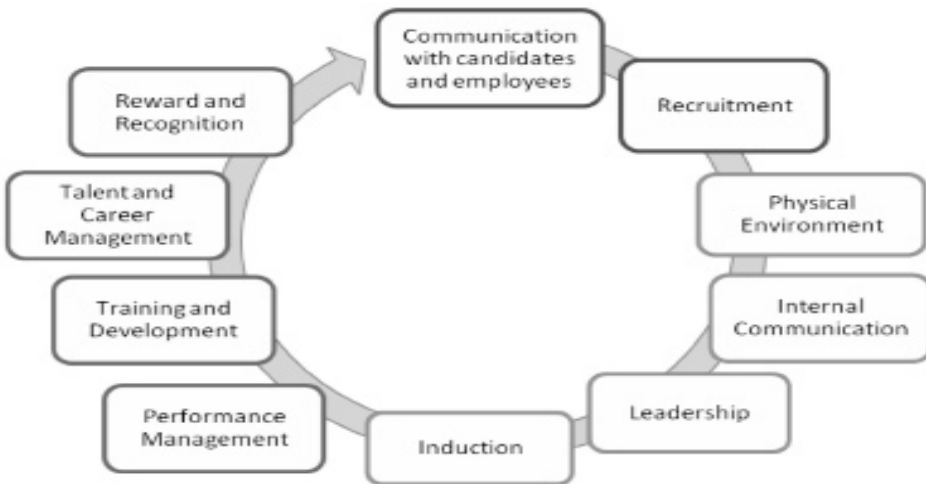 Communication
with candidates
and employees
Recruitment
Physical
Environment
Internal
Communication
Leadership
Induction
Performance
Management
Training and
Development
Talent and
Career
Management
Reward and
Recognition